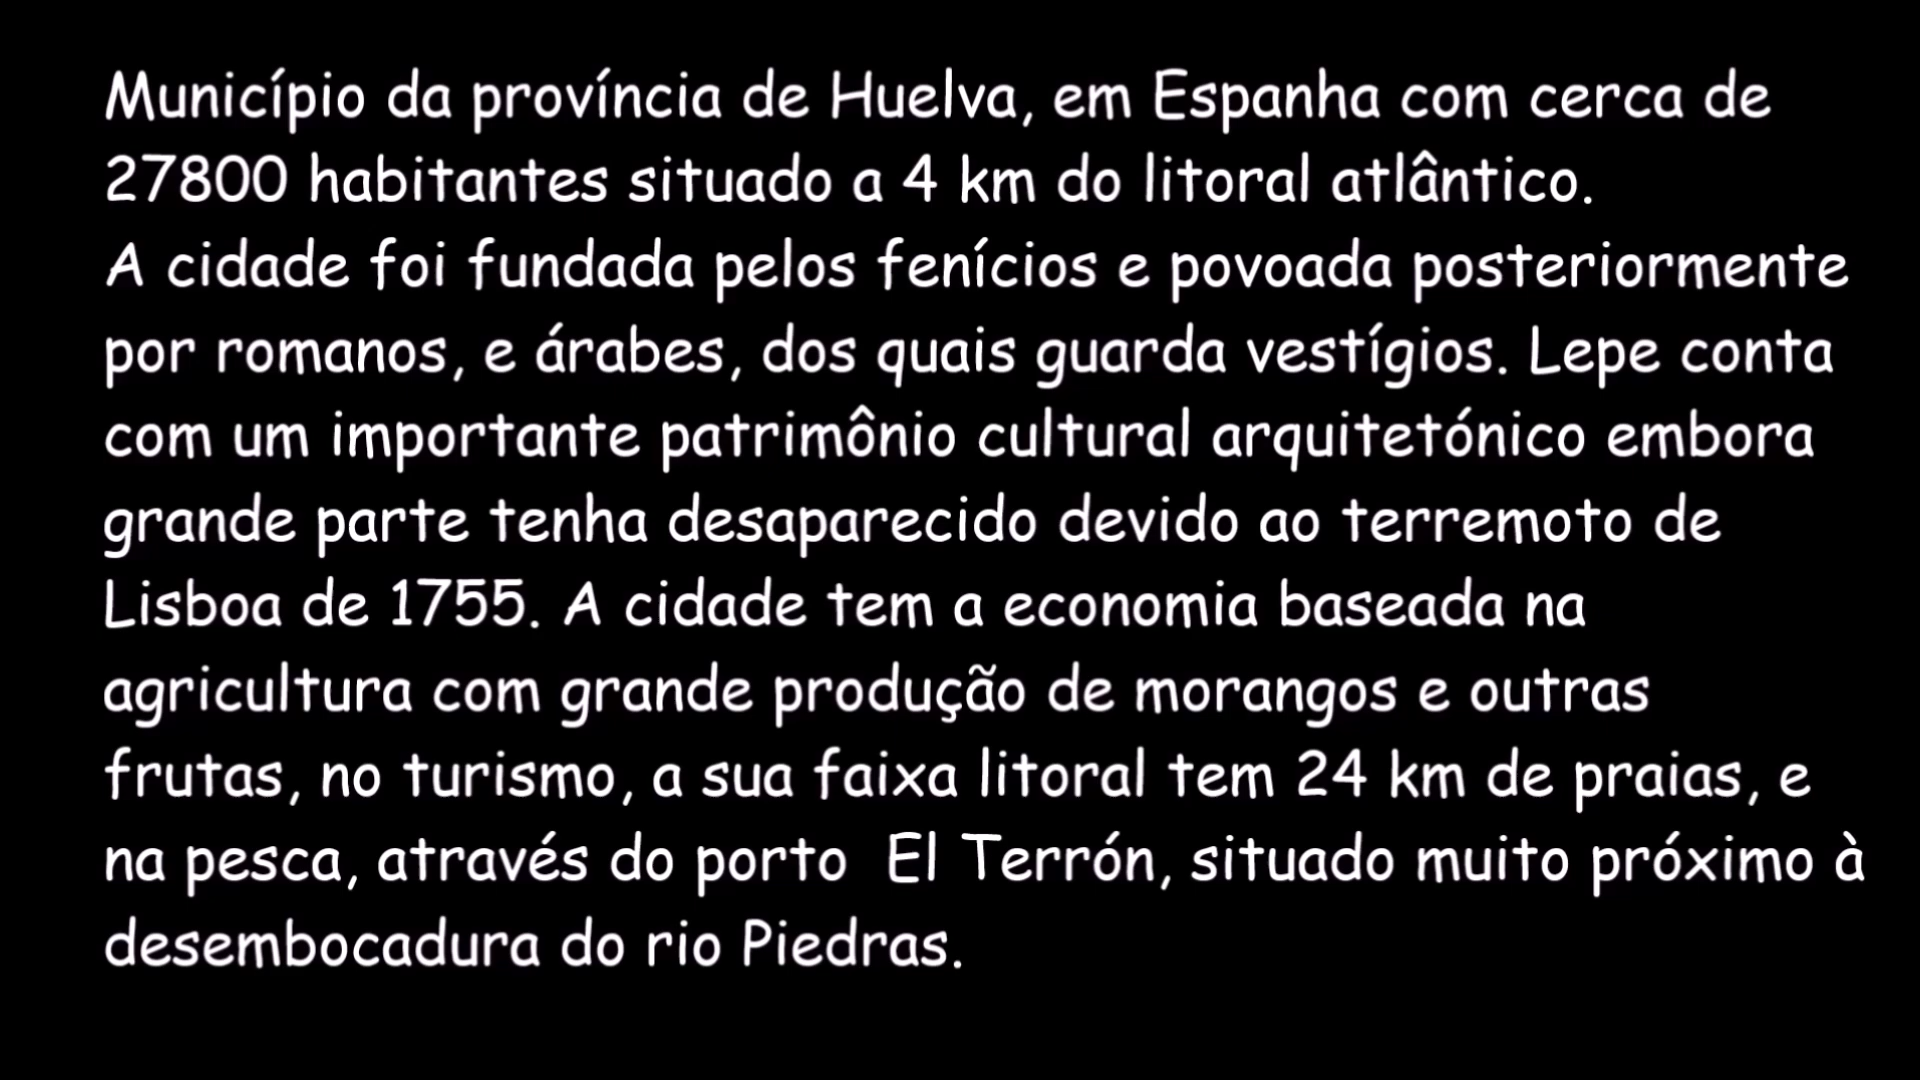 Município da província de Huelva, em Espanha com cerca de
27800 habitantes situado a 4 km do litoral atlântico.
A cidade foi fundada pelos fenícios e povoada posteriormente
por romanos, e árabes, dos quais guarda vestígios. Lepe conta
com um importante patrimônio cultural arquitetónico embora
grande parte tenha desaparecido devido ao terremoto de
Lisboa de 1755. A cidade tem a economia baseada na
agricultura com grande produção de morangos e outras
frutas, no turismo, a sua faixa litoral tem 24 km de praias, e
na pesca, através do porto  El Terrón, situado muito próximo à
desembocadura do rio Piedras.